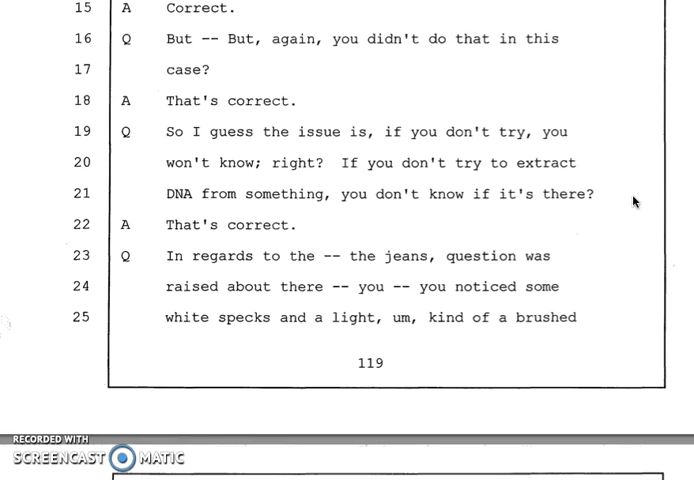 15 A Correct.
16 Q But -- But, again, you didn't do that in this
17 case?
18 A That's correct.
19 Q So I guess the issue is, if you don't try, you
20 won't know; right? If you don't try to extract
21 DNA from something, you don't know if it's there?
22 A That's correct.
23 Q In regards to the -- the jeans, question was
24 raised about there -- you -- you noticed some
25 white specks and a light, um, kind of a brushed
119
RECORDED WITH
SCREENCAST MATIC